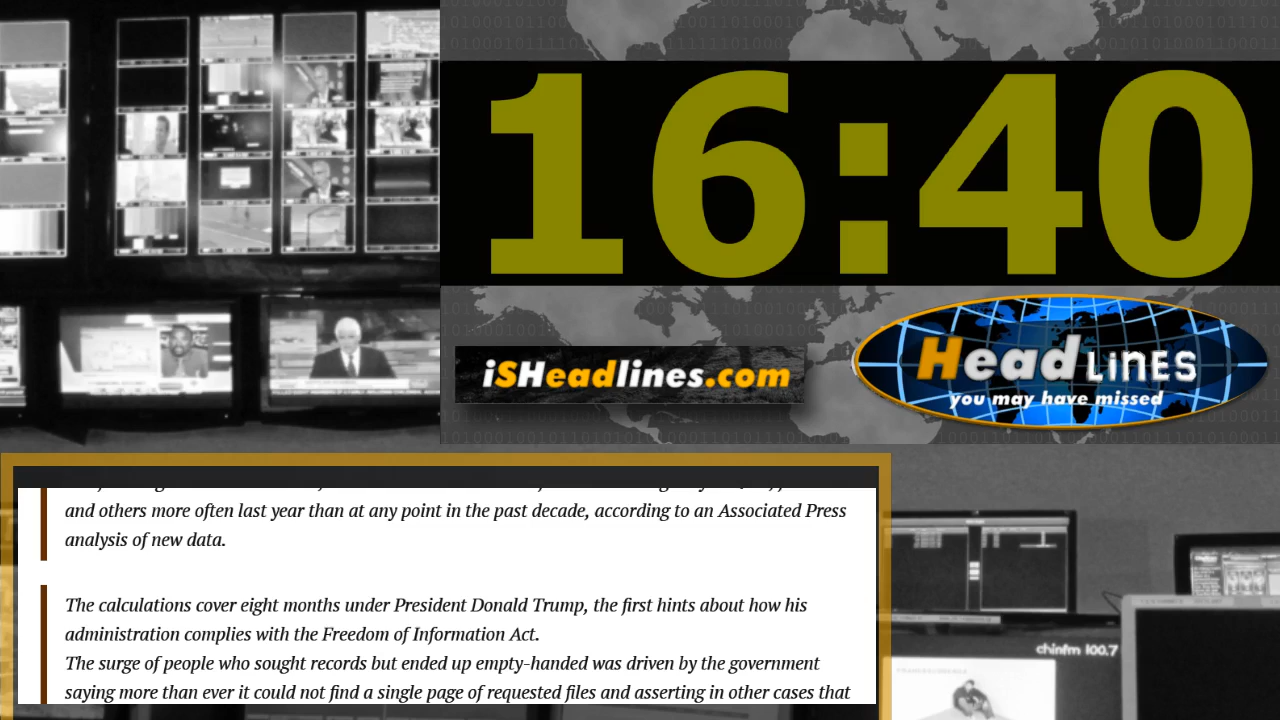 16:40
iSHeadlines.com
HeadLINES
you may have missed
and others more often last year than at any point in the past decade, according to an Associated Press
analysis of new data.
The calculations cover eight months under President Donald Trump, the first hints about how his
administration complies with the Freedom of Information Act.
The surge of people who sought records but ended up empty-handed was driven by the government
saying more than ever it could not find a single page of requested files and asserting in other cases that
chinfm 100.7